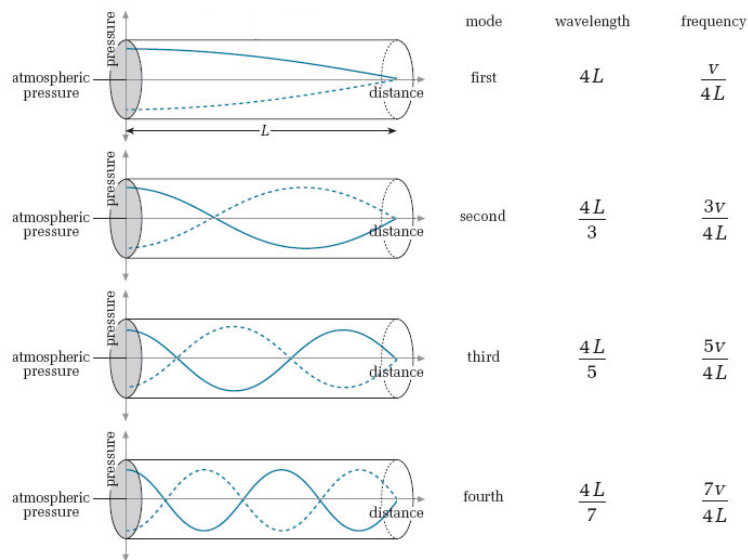 mode wavelength frequency
pressure
atmospheric
pressure
distance
L
first 4L v/4L
pressure
atmospheric
pressure
distance
second 4L/3 3v/4L
pressure
atmospheric
pressure
distance
third 4L/5 5v/4L
pressure
atmospheric
pressure
distance
fourth 4L/7 7v/4L